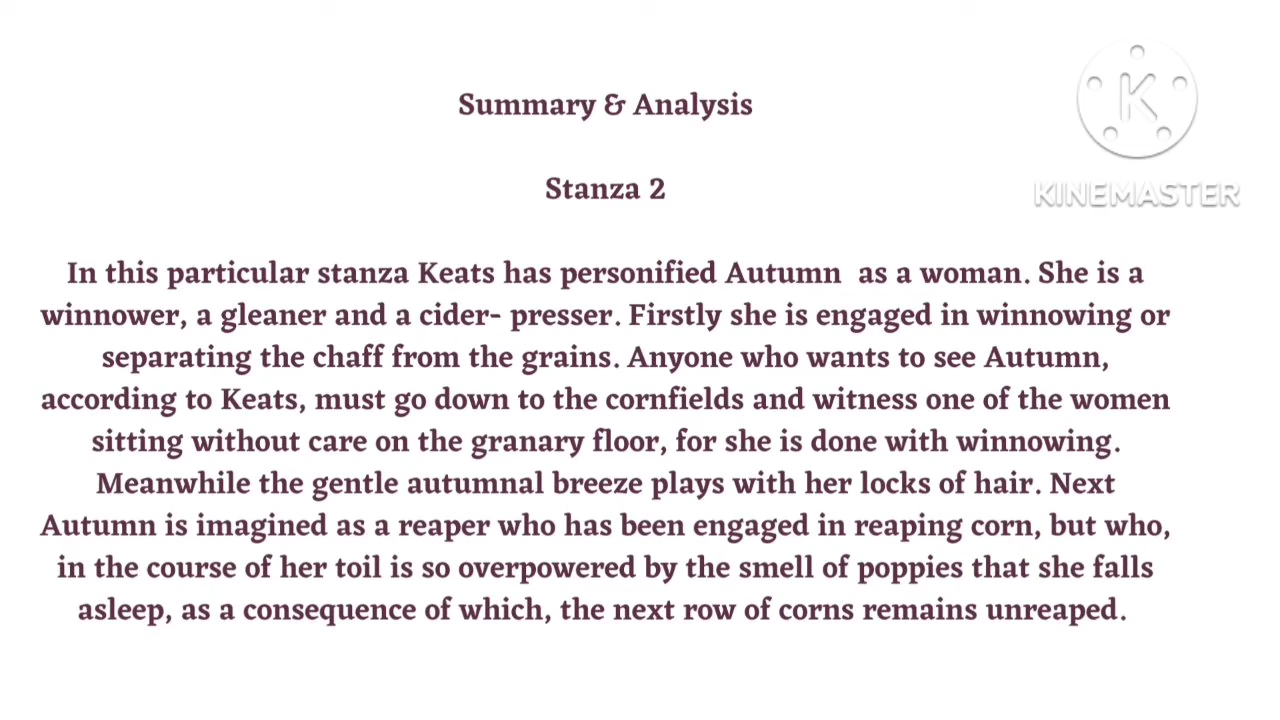 Summary & Analysis
K
KINEMASTER
Stanza 2
In this particular stanza Keats has personified Autumn as a woman. She is a
winnower, a gleaner and a cider- presser. Firstly she is engaged in winnowing or
separating the chaff from the grains. Anyone who wants to see Autumn,
according to Keats, must go down to the cornfields and witness one of the women
sitting without care on the granary floor, for she is done with winnowing.
Meanwhile the gentle autumnal breeze plays with her locks of hair. Next
Autumn is imagined as a reaper who has been engaged in reaping corn, but who,
in the course of her toil is so overpowered by the smell of poppies that she falls
asleep, as a consequence of which, the next row of corns remains unreaped.